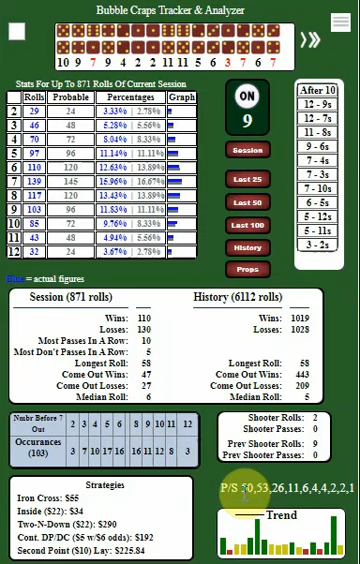 Bubble Craps Tracker & Analyzer
10 9 7 9 4 2 2 11 5 6 3 7 6 7
Stats For Up To 871 Rolls Of Current Session
Rolls Probable Percentages Graph
2 29 24 3.33% | 2.78%
3 46 48 5.28% | 5.56%
4 70 72 8.04% | 8.33%
5 97 96 11.14% | 11.11%
6 110 120 12.63% | 13.89%
7 139 145 15.96% | 16.67%
8 117 120 13.43% | 13.89%
9 103 96 11.83% | 11.11%
10 85 72 9.76% | 8.33%
11 43 48 4.94% | 5.56%
12 32 24 3.67% | 2.78%
Blue = actual figures
ON
9
Session
Last 25
Last 50
Last 100
History
Props
After 10
12 - 9s
12 - 7s
11 - 8s
9 - 6s
7 - 4s
7 - 3s
7 - 10s
6 - 5s
5 - 12s
5 - 11s
3 - 2s
Session (871 rolls)
Wins: 110
Losses: 130
Most Passes In A Row: 10
Most Don't Passes In A Row: 5
Longest Roll: 58
Come Out Wins: 47
Come Out Losses: 27
Median Roll: 6
History (6112 rolls)
Wins: 1019
Losses: 1028
Longest Roll: 58
Come Out Wins: 443
Come Out Losses: 209
Median Roll: 5
Nmbr Before 7 Out 2 3 4 5 6 8 9 10 11 12
Occurances (103) 3 7 10 17 16 16 11 12 8 3
Shooter Rolls: 2
Shooter Passes: 0
Prev Shooter Rolls: 9
Prev Shooter Passes: 0
Strategies
Iron Cross: $55
Inside ($22): $34
Two-N-Down ($22): $290
Cont. DP/DC ($5 w/$6 odds): $192
Second Point ($10) Lay: $225.84
P/S 50,53,26,11,6,4,4,2,2,1
Trend